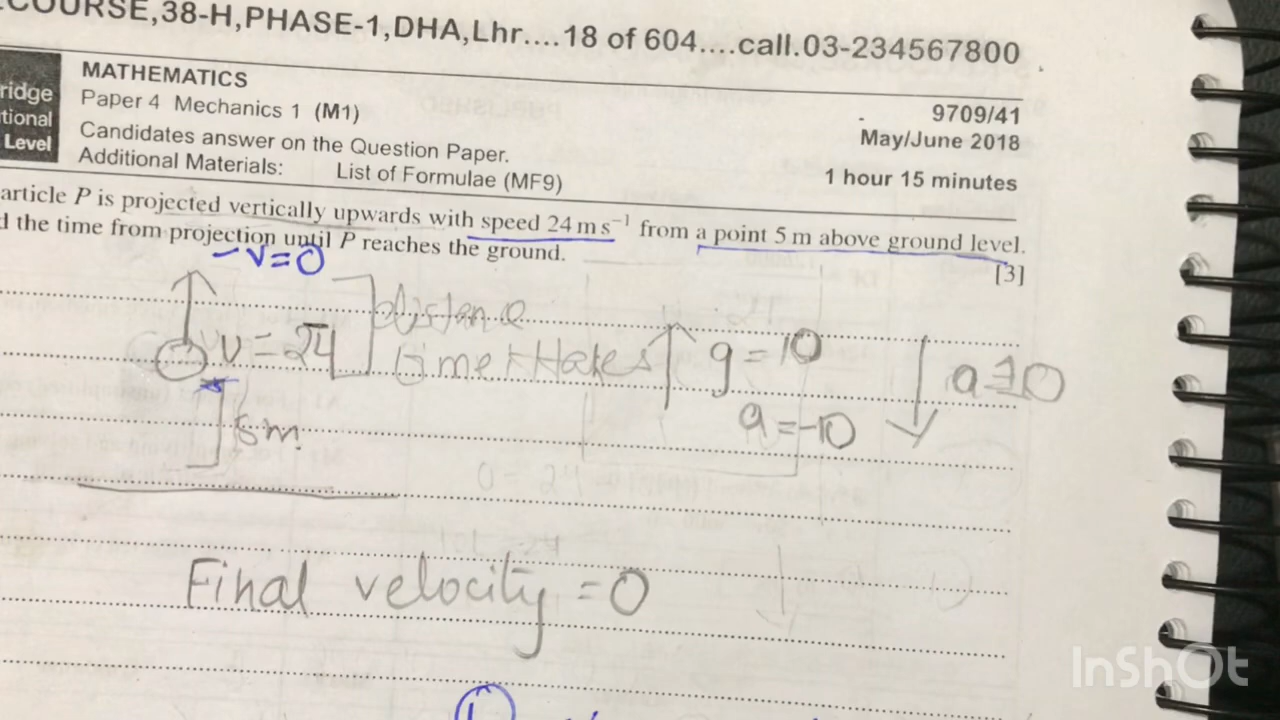 COURSE,38-H,PHASE-1,DHA,Lhr....18 of 604....call.03-234567800
ridge
tional
Level
MATHEMATICS
Paper 4 Mechanics 1 (M1)
Candidates answer on the Question Paper.
Additional Materials: List of Formulae (MF9)
9709/41
May/June 2018
1 hour 15 minutes
article P is projected vertically upwards with speed 24 m s⁻¹ from a point 5 m above ground level.
d the time from projection until P reaches the ground. [3]
- v=0
v = 24
distance
time
takes
g = 10
a = -10
a = 10
5m
Final velocity = 0
InShOt